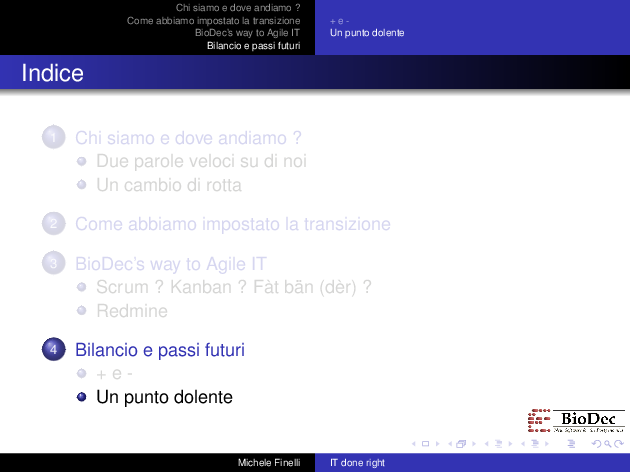 Chi siamo e dove andiamo ?
Come abbiamo impostato la transizione
BioDec's way to Agile IT
Bilancio e passi futuri
+ e -
Un punto dolente
Indice
1 Chi siamo e dove andiamo ?
Due parole veloci su di noi
Un cambio di rotta
2 Come abbiamo impostato la transizione
3 BioDec's way to Agile IT
Scrum ? Kanban ? Fàt bän (dèr) ?
Redmine
4 Bilancio e passi futuri
+ e -
Un punto dolente
BioDec
Michele Finelli
IT done right